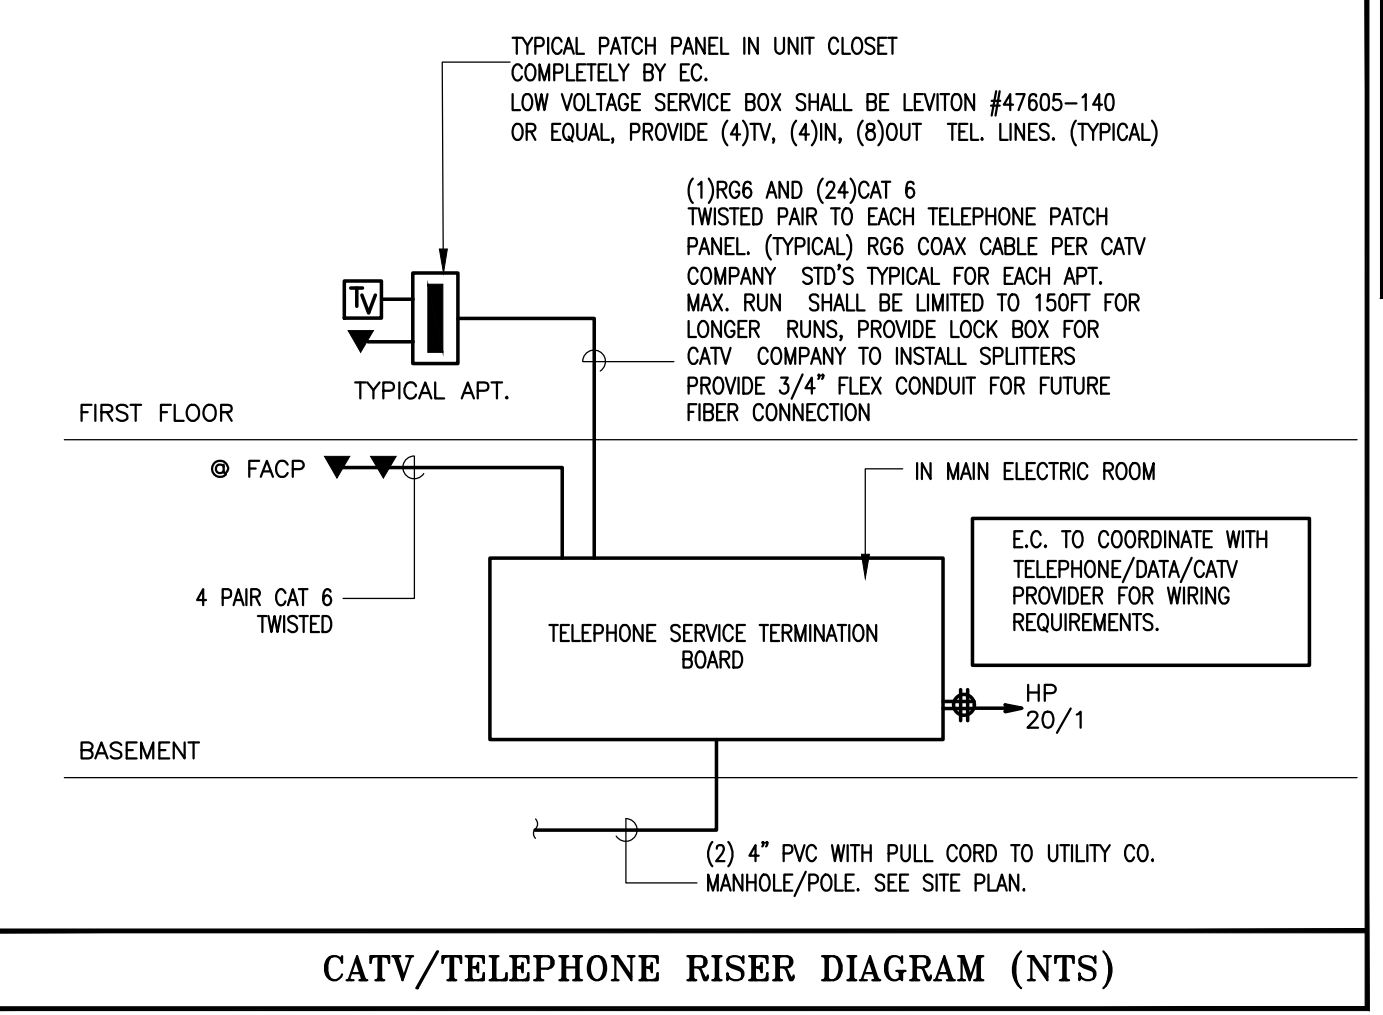 TYPICAL PATCH PANEL IN UNIT CLOSET
COMPLETELY BY EC.
LOW VOLTAGE SERVICE BOX SHALL BE LEVITON #47605-140
OR EQUAL, PROVIDE (4)TV, (4)IN, (8)OUT TEL. LINES. (TYPICAL)
(1)RG6 AND (24)CAT 6
TWISTED PAIR TO EACH TELEPHONE PATCH
PANEL. (TYPICAL) RG6 COAX CABLE PER CATV
COMPANY STD'S TYPICAL FOR EACH APT.
MAX. RUN SHALL BE LIMITED TO 150FT FOR
LONGER RUNS, PROVIDE LOCK BOX FOR
CATV COMPANY TO INSTALL SPLITTERS
PROVIDE 3/4" FLEX CONDUIT FOR FUTURE
FIBER CONNECTION
TV
TYPICAL APT.
FIRST FLOOR
@ FACP
IN MAIN ELECTRIC ROOM
E.C. TO COORDINATE WITH
TELEPHONE/DATA/CATV
PROVIDER FOR WIRING
REQUIREMENTS.
4 PAIR CAT 6
TWISTED
TELEPHONE SERVICE TERMINATION
BOARD
HP
20/1
BASEMENT
(2) 4" PVC WITH PULL CORD TO UTILITY CO.
MANHOLE/POLE. SEE SITE PLAN.
CATV/TELEPHONE RISER DIAGRAM (NTS)